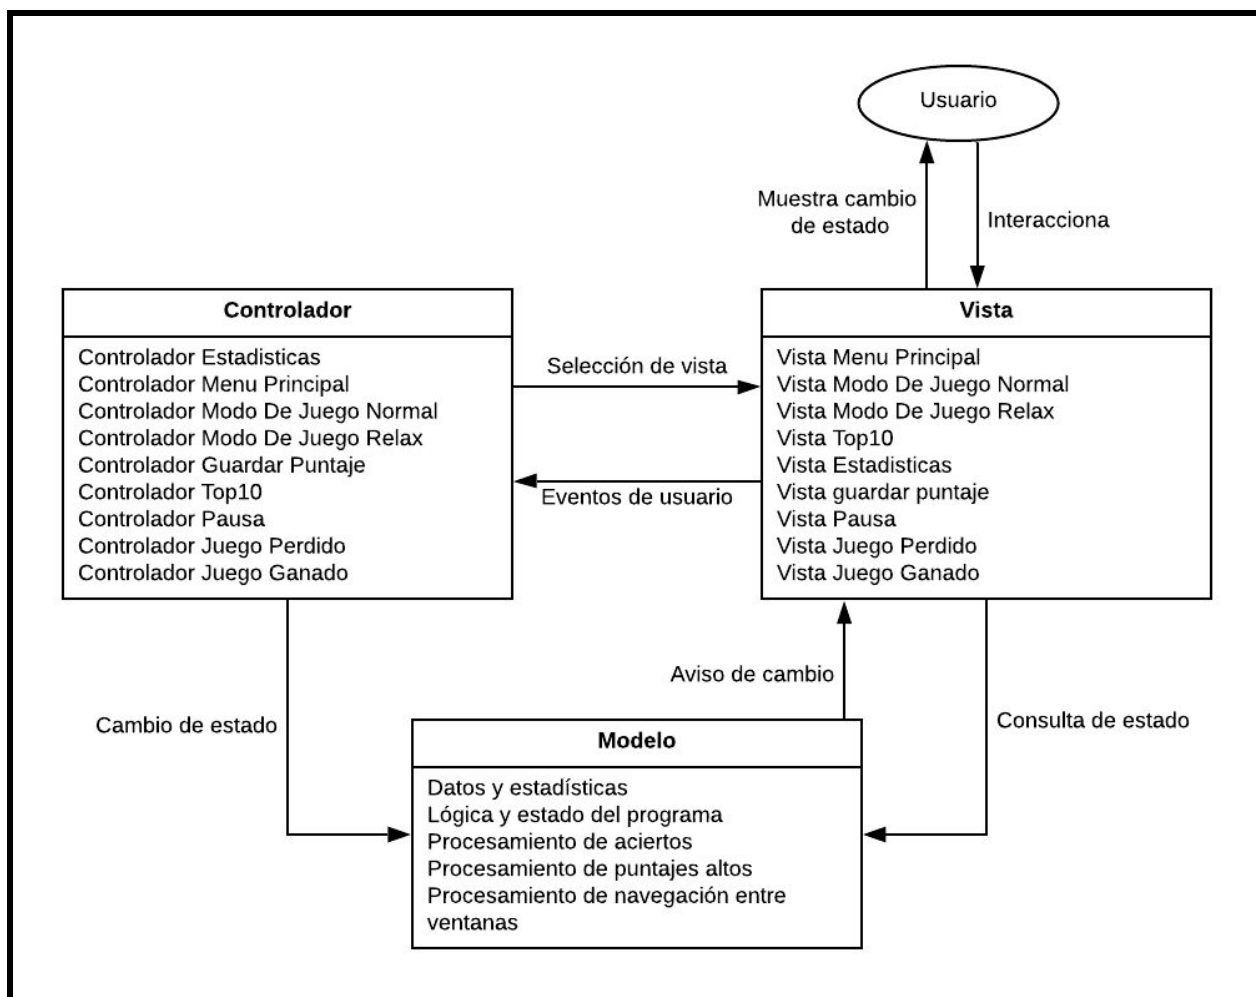 Usuario
Muestra cambio
de estado
Interacciona
Controlador
Controlador Estadisticas
Controlador Menu Principal
Controlador Modo De Juego Normal
Controlador Modo De Juego Relax
Controlador Guardar Puntaje
Controlador Top10
Controlador Pausa
Controlador Juego Perdido
Controlador Juego Ganado
Selección de vista
Eventos de usuario
Vista
Vista Menu Principal
Vista Modo De Juego Normal
Vista Modo De Juego Relax
Vista Top10
Vista Estadisticas
Vista guardar puntaje
Vista Pausa
Vista Juego Perdido
Vista Juego Ganado
Cambio de estado
Aviso de cambio
Consulta de estado
Modelo
Datos y estadísticas
Lógica y estado del programa
Procesamiento de aciertos
Procesamiento de puntajes altos
Procesamiento de navegación entre
ventanas